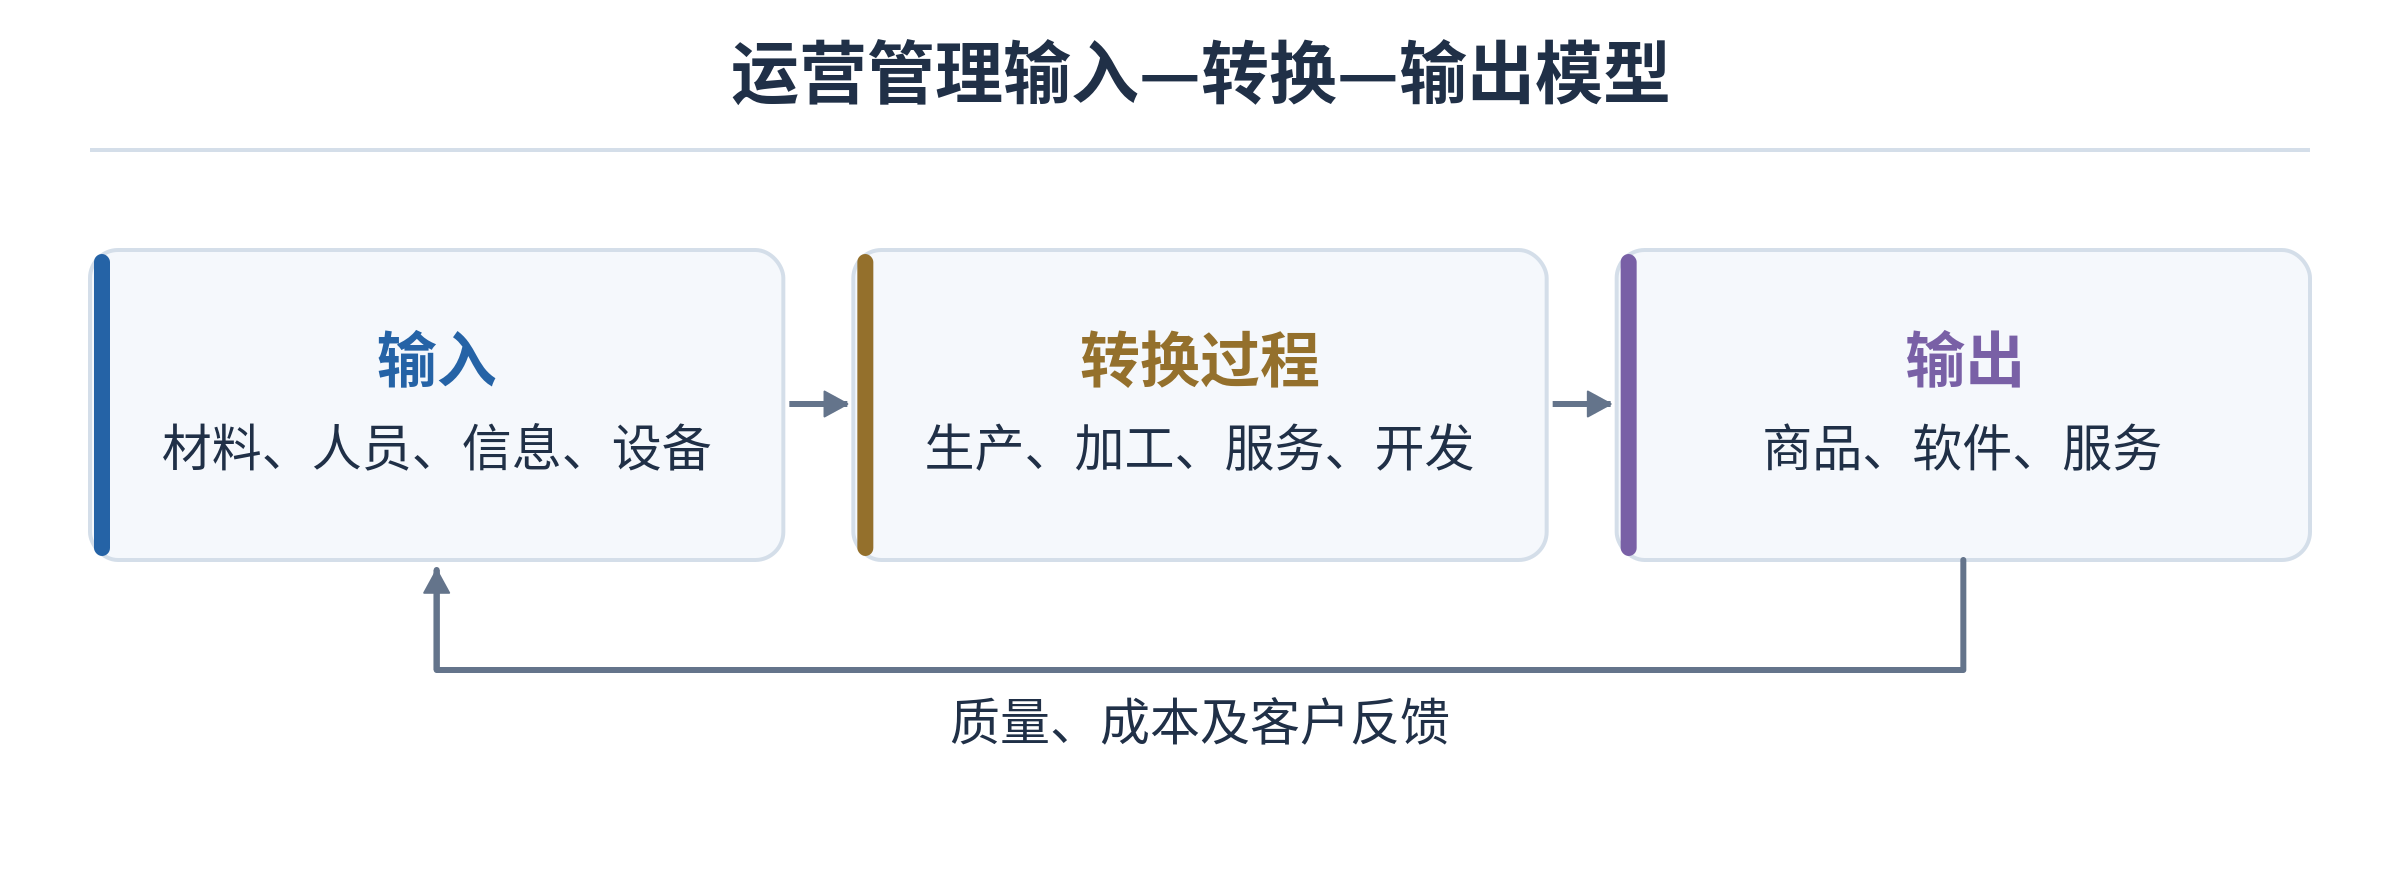 运营管理输入—转换—输出模型
输入
材料、人员、信息、设备
转换过程
生产、加工、服务、开发
输出
商品、软件、服务
质量、成本及客户反馈